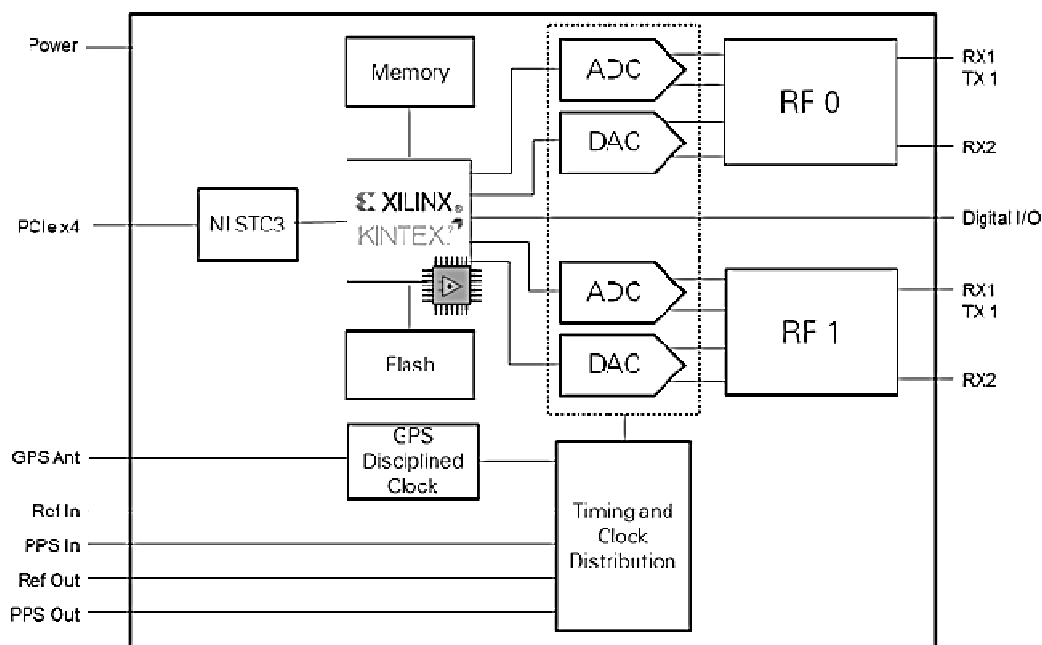 Power
Memory
ADC
DAC
RF 0
RX1
TX 1
RX2
PCIe x4
NI STC3
XILINX®
KINTEX7
Digital I/O
ADC
DAC
RF 1
RX1
TX 1
RX2
Flash
GPS Ant
GPS
Disciplined
Clock
Ref In
PPS In
Ref Out
PPS Out
Timing and
Clock
Distribution